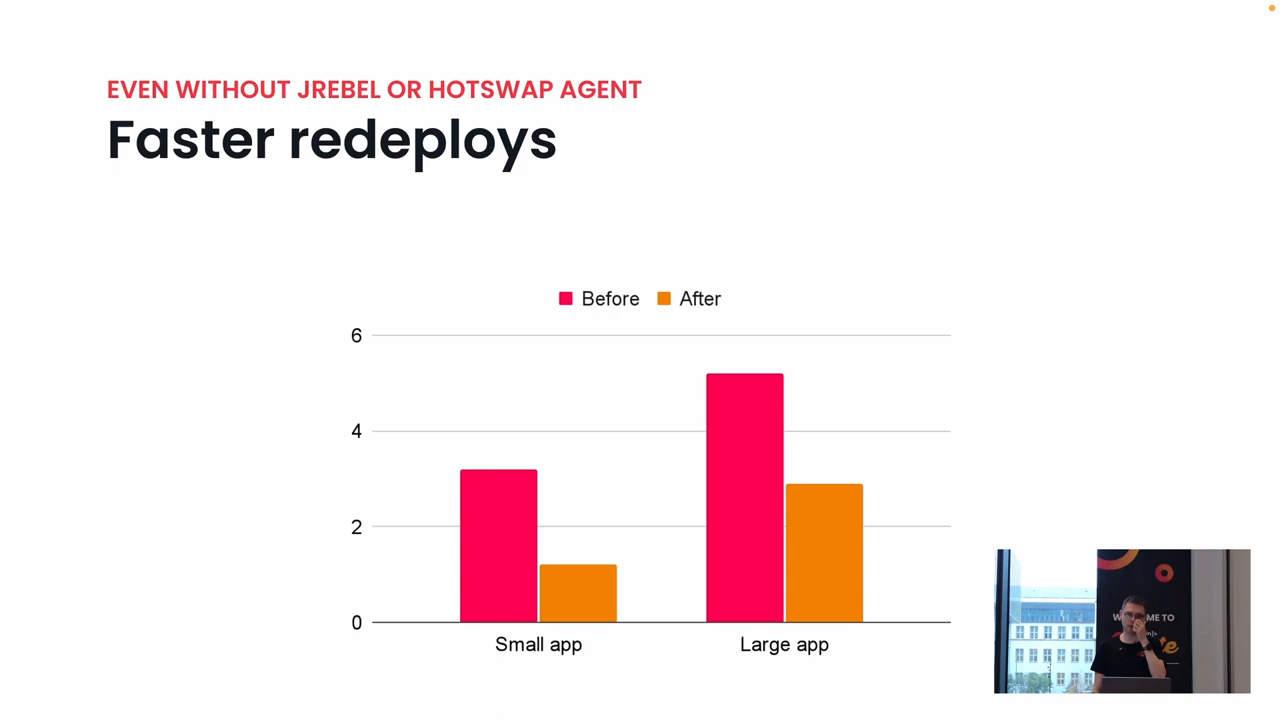 EVEN WITHOUT JREBEL OR HOTSWAP AGENT
Faster redeploys
Before
After
6
4
2
0
Small app
Large app